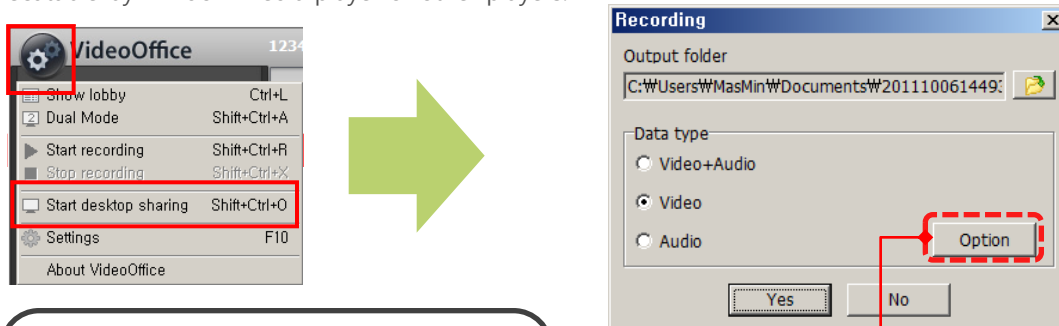 VideoOffice 1234
Show lobby Ctrl+L
Dual Mode Shift+Ctrl+A
Start recording Shift+Ctrl+R
Stop recording Shift+Ctrl+X
Start desktop sharing Shift+Ctrl+O
Settings F10
About VideoOffice
Recording
Output folder
C:₩Users₩MasMin₩Documents₩2011100614493
Data type
Video+Audio
Video
Audio
Option
Yes No